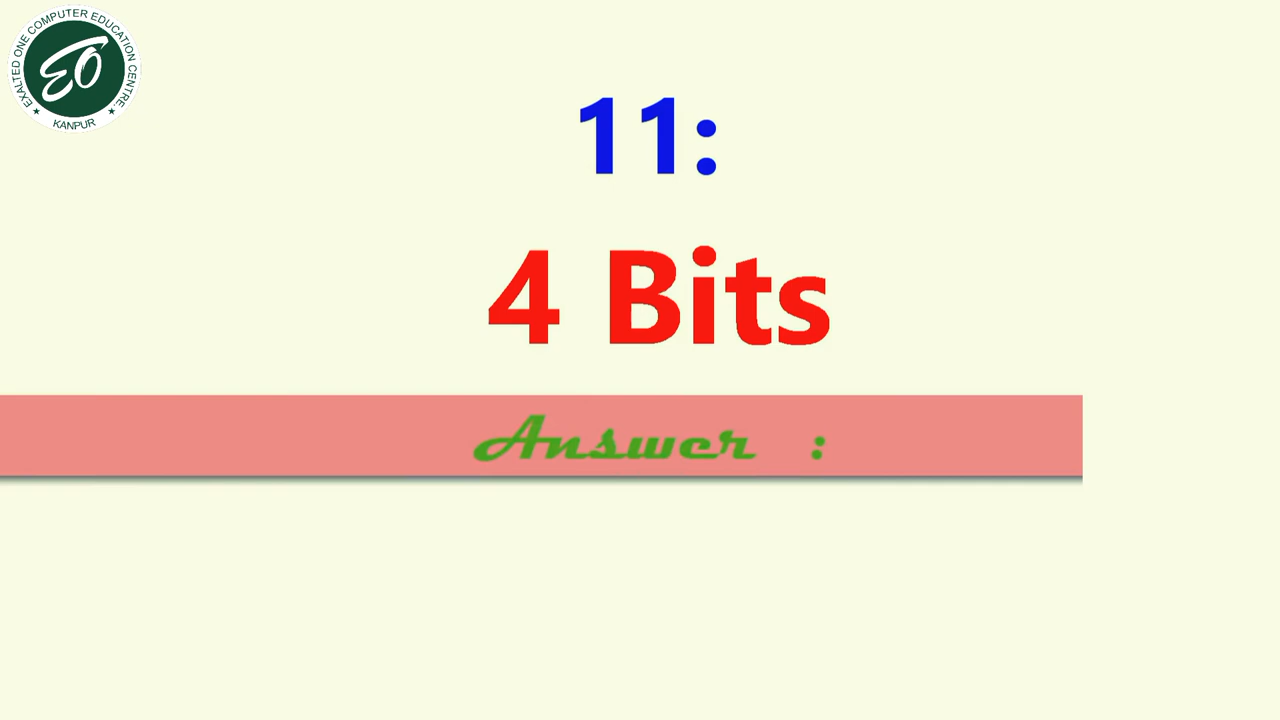 EXALTED ONE COMPUTER EDUCATION CENTRE,
EO
★ KANPUR ★
11:
4 Bits
Answer :